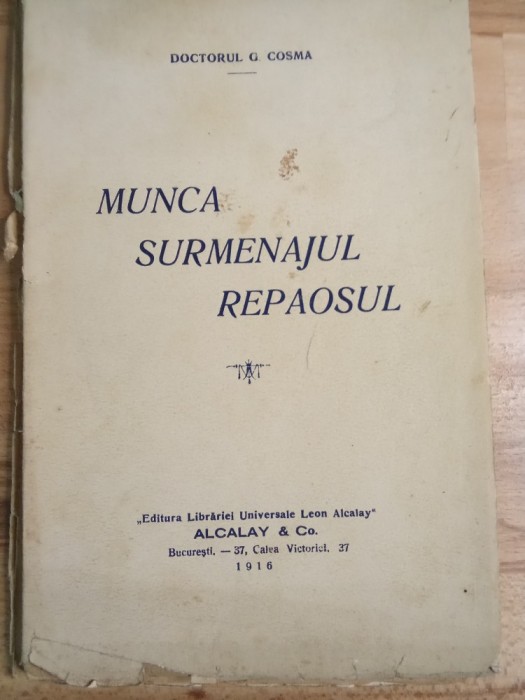 DOCTORUL G. COSMA
MUNCA
SURMENAJUL
REPAOSUL
„Editura Librăriei Universale Leon Alcalay"
ALCALAY & Co.
Bucureşti. — 37, Calea Victoriei, 37
1916